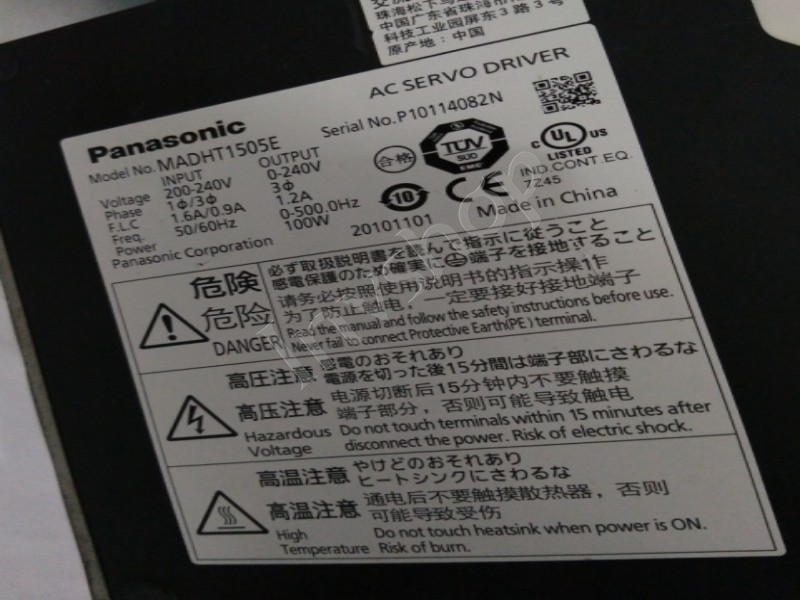 珠海松下马
中国广东省珠海市
科技工业园屏东3路3号
原产地：中国
AC SERVO DRIVER
Panasonic
Model No. MADHT1505E
Serial No. P10114082N
INPUT OUTPUT
Voltage 200-240V 0-240V
Phase 1ϕ/3ϕ 3ϕ
F.L.C 1.6A/0.9A 1.2A
Freq. 50/60Hz 0-500.0Hz
Power 100W
Panasonic Corporation
20101101
合格
TÜV
SÜD
10
CE
c UL US
LISTED
IND.CONT.EQ.
7Z45
Made in China
危険
必ず取扱説明書を読んで指示に従うこと
感電保護のため確実に端子を接地すること
危险
请务必按照使用说明书的指示操作
为了防止触电，一定要接好接地端子
DANGER
Read the manual and follow the safety instructions before use.
Never fail to connect Protective Earth(PE) terminal.
高圧注意
感電のおそれあり
電源を切った後15分間は端子部にさわるな
高压注意
电源切断后15分钟内不要触摸
端子部分，否则可能导致触电
Hazardous Voltage
Do not touch terminals within 15 minutes after
disconnect the power. Risk of electric shock.
高温注意
やけどのおそれあり
ヒートシンクにさわるな
高温注意
通电后不要触摸散热器，否则
可能导致受伤
High Temperature
Do not touch heatsink when power is ON.
Risk of burn.